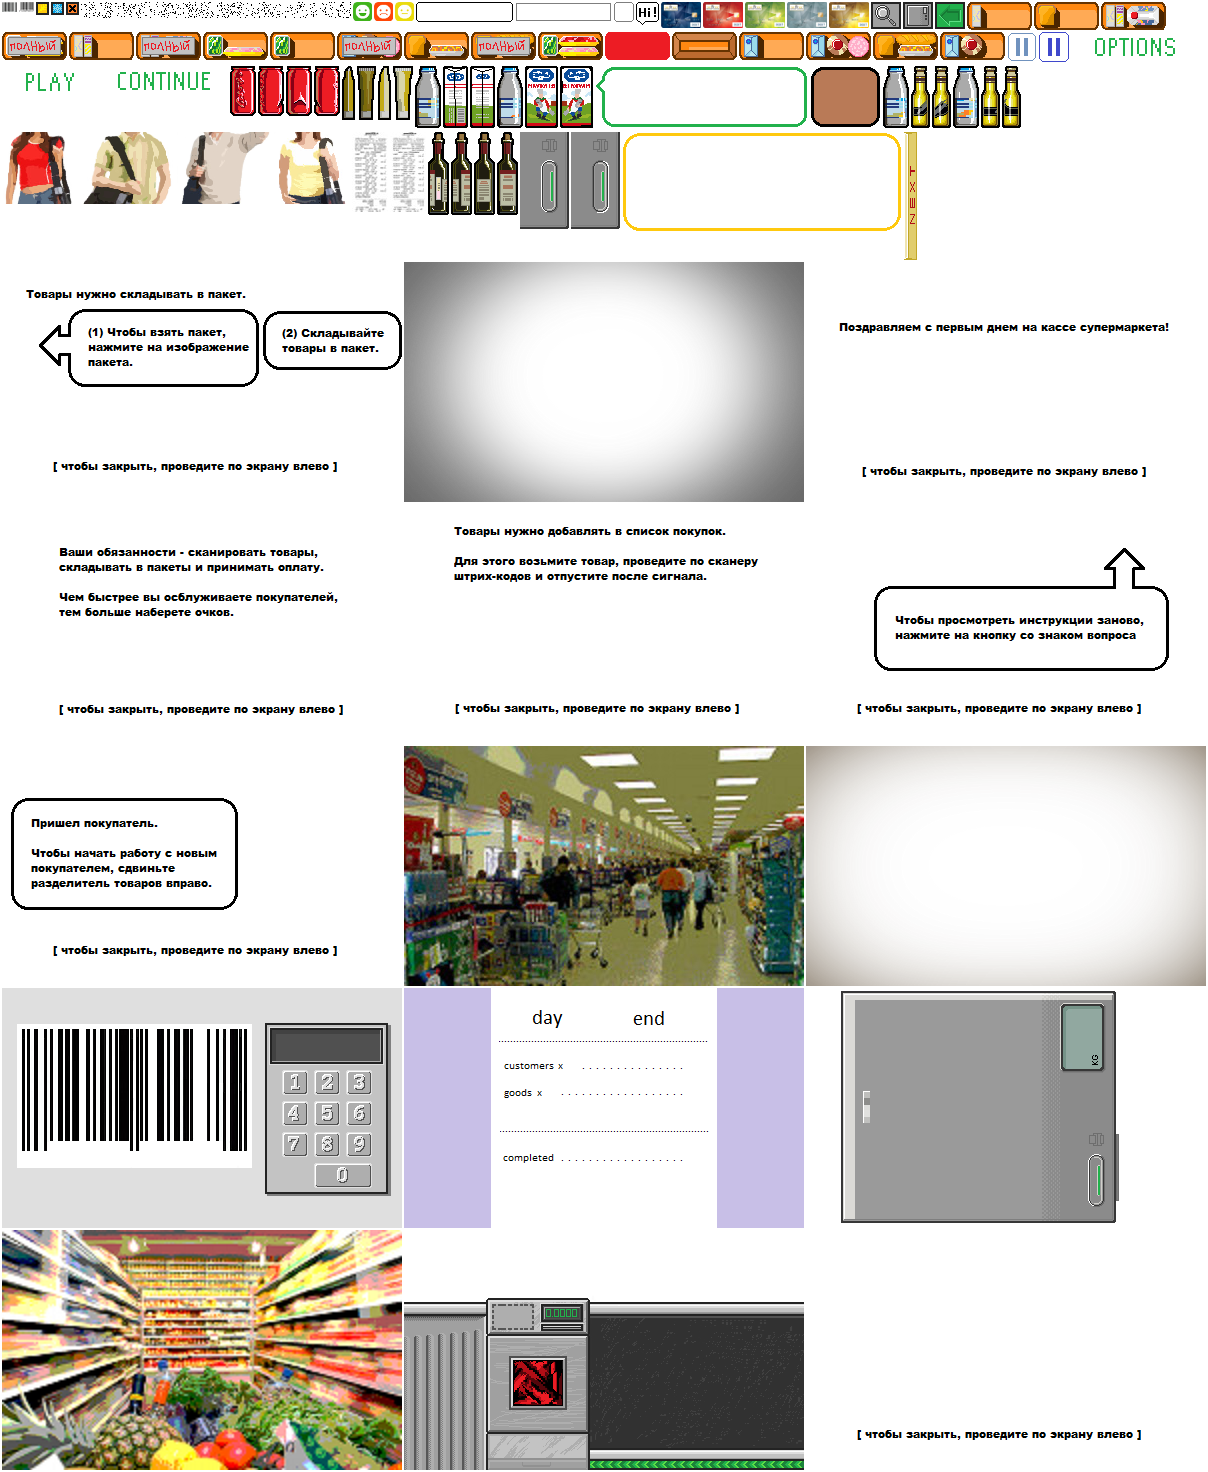 Hi!
ПОЛНЫЙ
ПОЛНЫЙ
ПОЛНЫЙ
ПОЛНЫЙ
OPTIONS
PLAY
CONTINUE
NEXT
Товары нужно складывать в пакет.
(1) Чтобы взять пакет,
нажмите на изображение
пакета.
(2) Складывайте
товары в пакет.
[ чтобы закрыть, проведите по экрану влево ]
Поздравляем с первым днем на кассе супермаркета!
[ чтобы закрыть, проведите по экрану влево ]
Ваши обязанности - сканировать товары,
складывать в пакеты и принимать оплату.
Чем быстрее вы осблуживаете покупателей,
тем больше наберете очков.
[ чтобы закрыть, проведите по экрану влево ]
Товары нужно добавлять в список покупок.
Для этого возьмите товар, проведите по сканеру
штрих-кодов и отпустите после сигнала.
[ чтобы закрыть, проведите по экрану влево ]
Чтобы просмотреть инструкции заново,
нажмите на кнопку со знаком вопроса
[ чтобы закрыть, проведите по экрану влево ]
Пришел покупатель.
Чтобы начать работу с новым
покупателем, сдвиньте
разделитель товаров вправо.
[ чтобы закрыть, проведите по экрану влево ]
1 2 3
4 5 6
7 8 9
0
day end
customers x . . . . . . . . . . . . . . .
goods x . . . . . . . . . . . . . . . . . .
completed . . . . . . . . . . . . . . . . . .
KG
[ чтобы закрыть, проведите по экрану влево ]